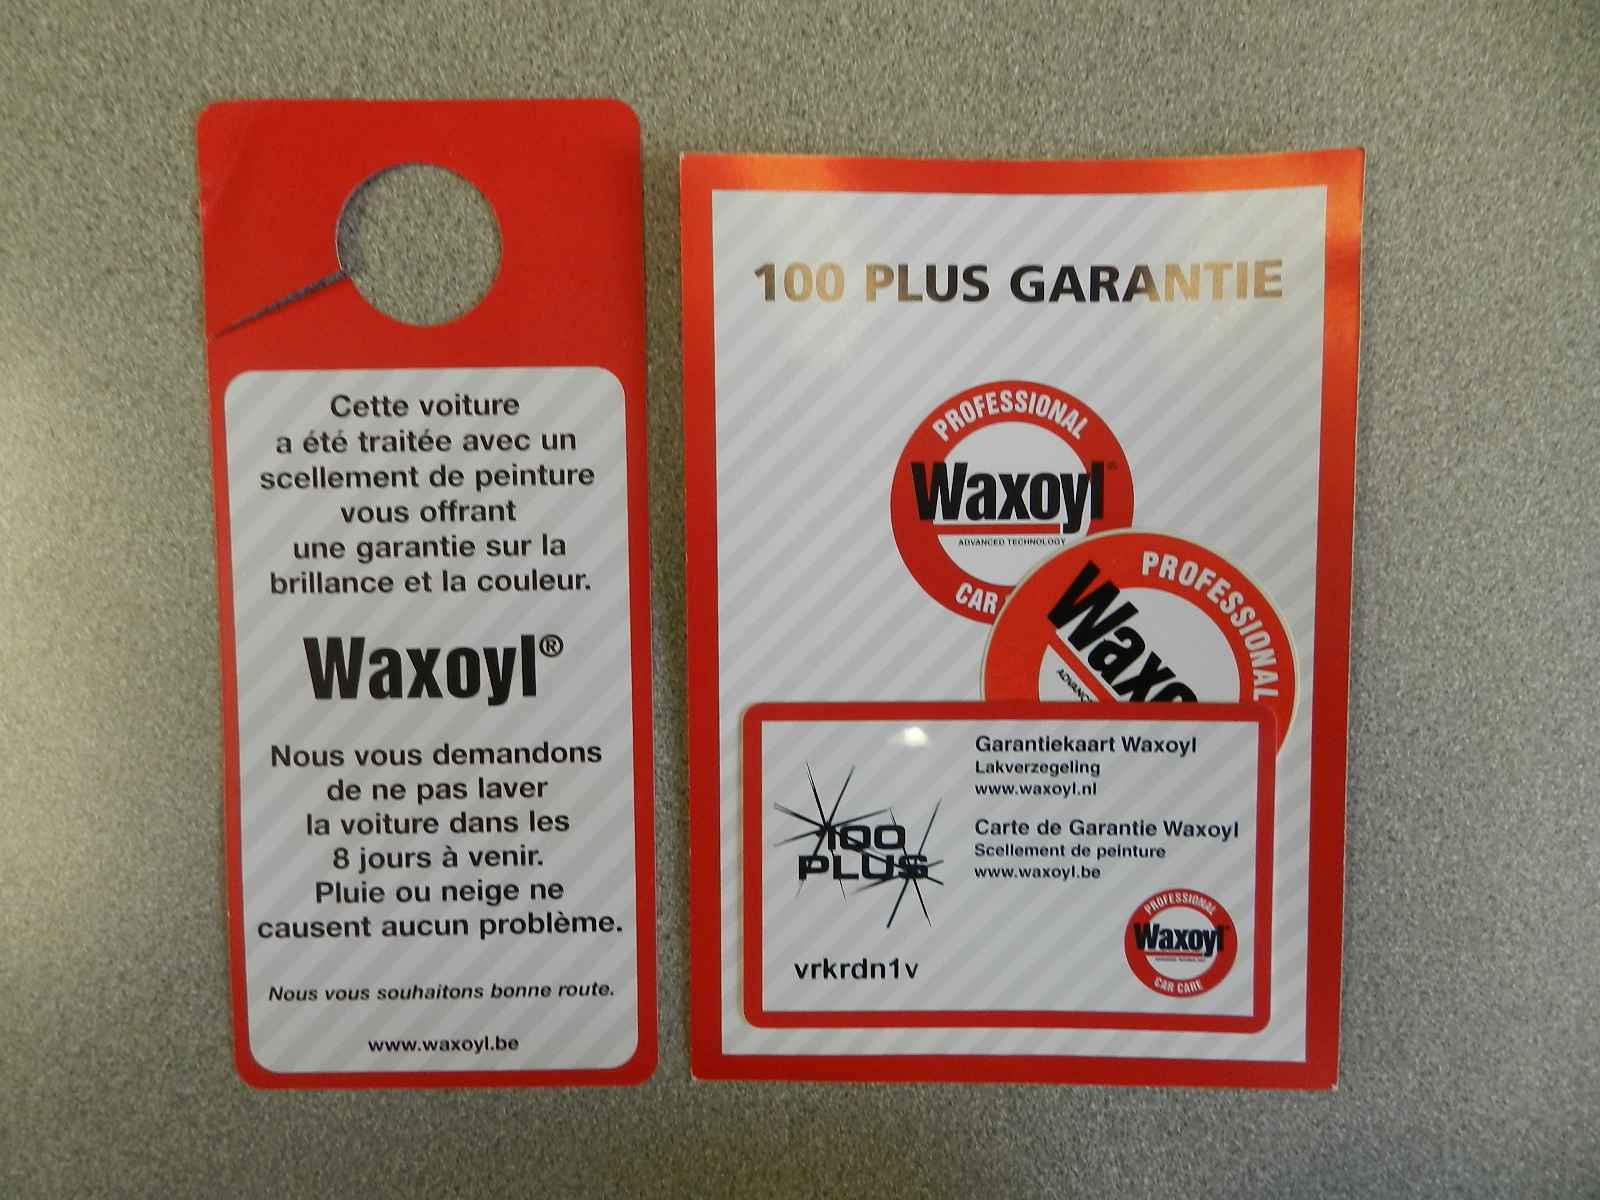 Cette voiture
a été traitée avec un
scellement de peinture
vous offrant
une garantie sur la
brillance et la couleur.
Waxoyl®
Nous vous demandons
de ne pas laver
la voiture dans les
8 jours à venir.
Pluie ou neige ne
causent aucun problème.
Nous vous souhaitons bonne route.
www.waxoyl.be
100 PLUS GARANTIE
PROFESSIONAL
Waxoyl®
ADVANCED TECHNOLOGY
CAR
PROFESSIONAL
Waxo
ADVANC
Garantiekaart Waxoyl
Lakverzegeling
www.waxoyl.nl
Carte de Garantie Waxoyl
Scellement de peinture
www.waxoyl.be
100
PLUS
vrkrdn1v
PROFESSIONAL
Waxoyl
CAR CARE